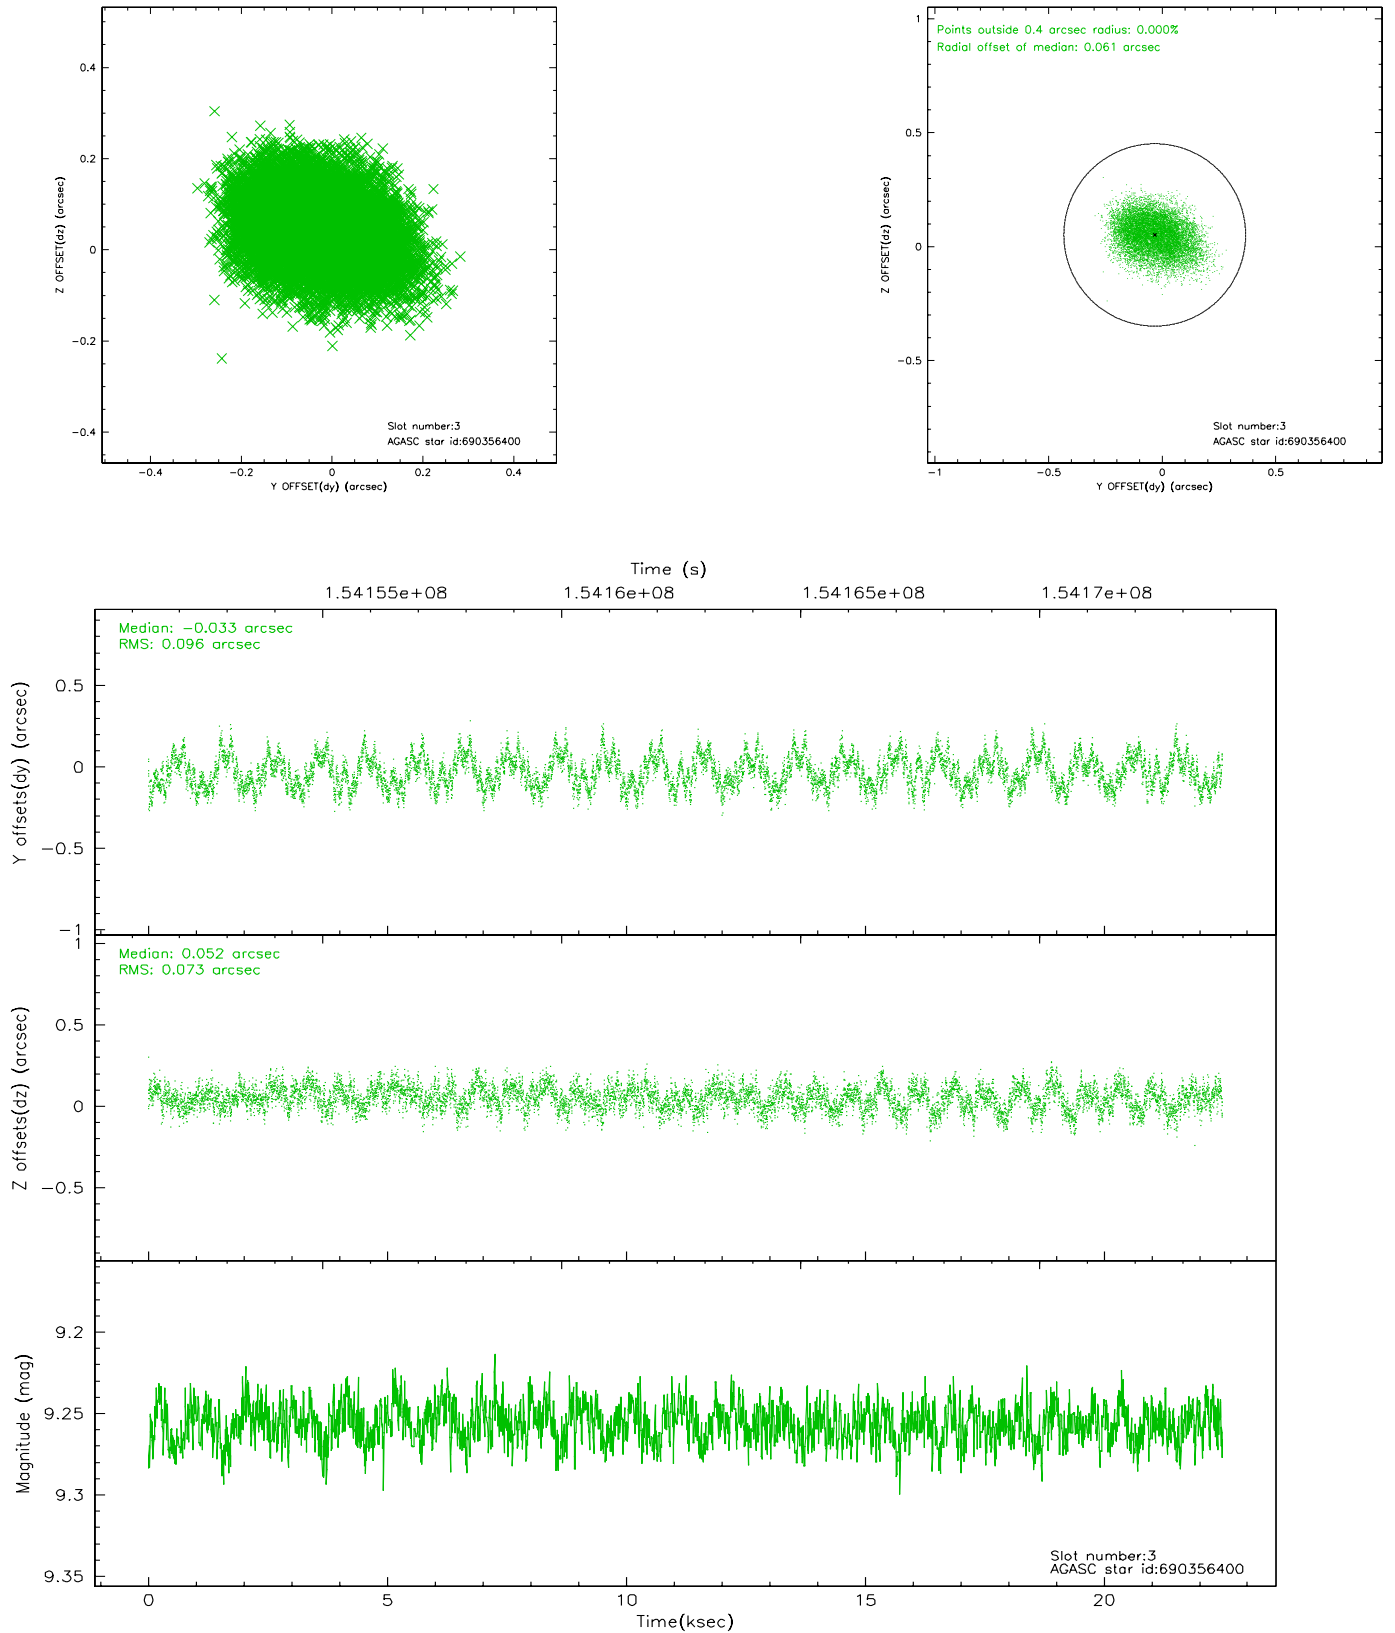 0.4
0.2
0
−0.2
−0.4
−0.4
−0.2
0
0.2
0.4
Z OFFSET(dz) (arcsec)
Y OFFSET(dy) (arcsec)
Slot number:3
AGASC star id:690356400
Points outside 0.4 arcsec radius: 0.000%
Radial offset of median: 0.061 arcsec
1
0.5
0
−0.5
−1
−0.5
0
0.5
Z OFFSET(dz) (arcsec)
Y OFFSET(dy) (arcsec)
Slot number:3
AGASC star id:690356400
Time (s)
1.54155e+08
1.5416e+08
1.54165e+08
1.5417e+08
Median: −0.033 arcsec
RMS: 0.096 arcsec
0.5
0
−0.5
−1
Y offsets(dy) (arcsec)
Median: 0.052 arcsec
RMS: 0.073 arcsec
1
0.5
0
−0.5
Z offsets(dz) (arcsec)
9.2
9.25
9.3
9.35
Magnitude (mag)
Slot number:3
AGASC star id:690356400
0
5
10
15
20
Time(ksec)